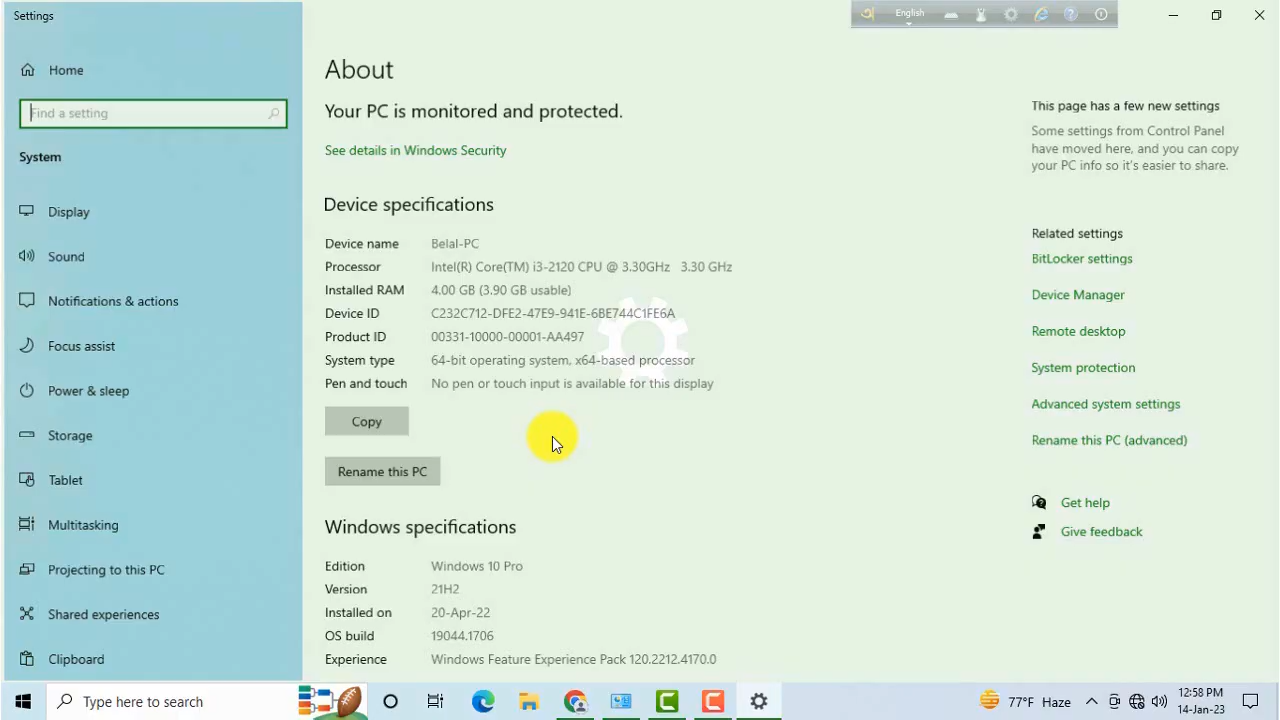 Settings
English
Home
Find a setting
System
Display
Sound
Notifications & actions
Focus assist
Power & sleep
Storage
Tablet
Multitasking
Projecting to this PC
Shared experiences
Clipboard
About
Your PC is monitored and protected.
See details in Windows Security
Device specifications
Device name Belal-PC
Processor Intel(R) Core(TM) i3-2120 CPU @ 3.30GHz 3.30 GHz
Installed RAM 4.00 GB (3.90 GB usable)
Device ID C232C712-DFE2-47E9-941E-6BE744C1FE6A
Product ID 00331-10000-00001-AA497
System type 64-bit operating system, x64-based processor
Pen and touch No pen or touch input is available for this display
Copy
Rename this PC
Windows specifications
Edition Windows 10 Pro
Version 21H2
Installed on 20-Apr-22
OS build 19044.1706
Experience Windows Feature Experience Pack 120.2212.4170.0
This page has a few new settings
Some settings from Control Panel
have moved here, and you can copy
your PC info so it's easier to share.
Related settings
BitLocker settings
Device Manager
Remote desktop
System protection
Advanced system settings
Rename this PC (advanced)
Get help
Give feedback
Type here to search
77°F Haze
12:58 PM
14-Jan-23